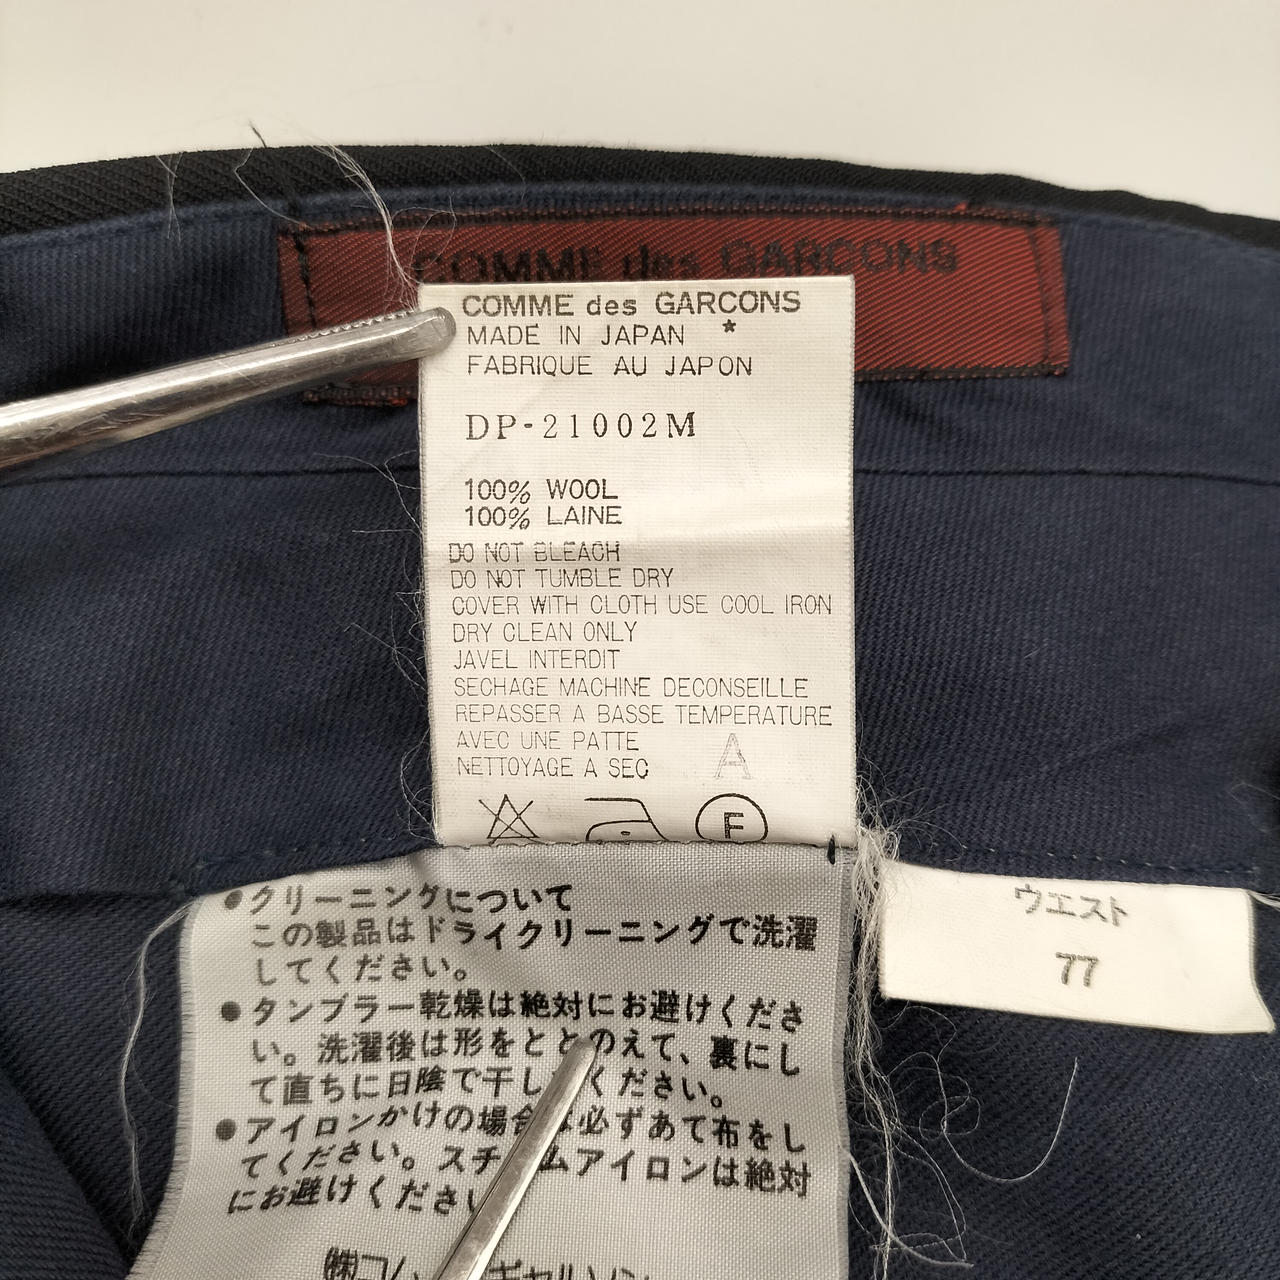 COMME des GARCONS
COMME des GARCONS
MADE IN JAPAN *
FABRIQUE AU JAPON
DP-21002M
100% WOOL
100% LAINE
DO NOT BLEACH
DO NOT TUMBLE DRY
COVER WITH CLOTH USE COOL IRON
DRY CLEAN ONLY
JAVEL INTERDIT
SECHAGE MACHINE DECONSEILLE
REPASSER A BASSE TEMPERATURE
AVEC UNE PATTE
NETTOYAGE A SEC
A
F
●クリーニングについて
この製品はドライクリーニングで洗濯
してください。
●タンブラー乾燥は絶対にお避けくださ
い。洗濯後は形をととのえて、裏にし
て直ちに日陰で干し ください。
●アイロンかけの場合は必ずあて布をし
てください。スチームアイロンは絶対
にお避けくださ
㈱コム ギャルソン
ウエスト
77